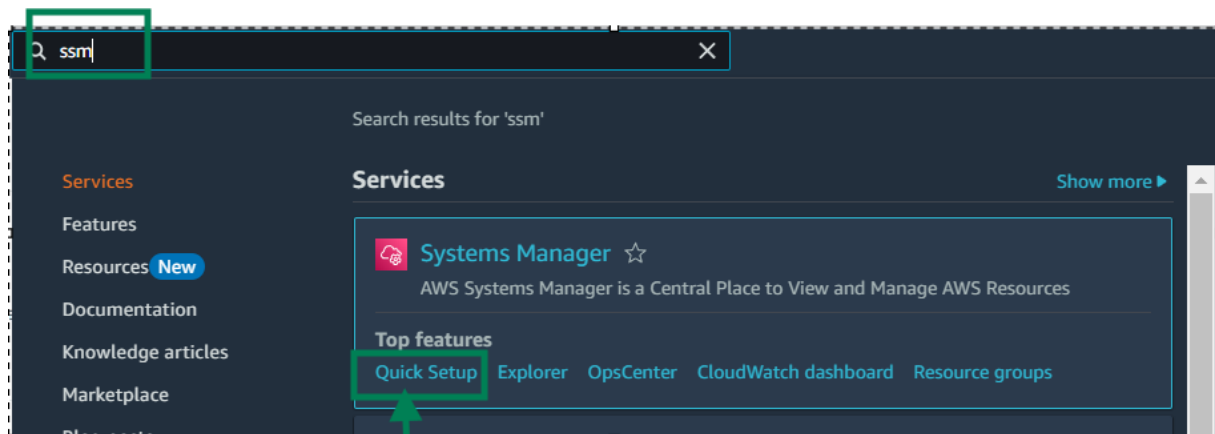 ssm
Search results for 'ssm'
Services
Features
Resources New
Documentation
Knowledge articles
Marketplace
Services
Show more
Systems Manager
AWS Systems Manager is a Central Place to View and Manage AWS Resources
Top features
Quick Setup Explorer OpsCenter CloudWatch dashboard Resource groups